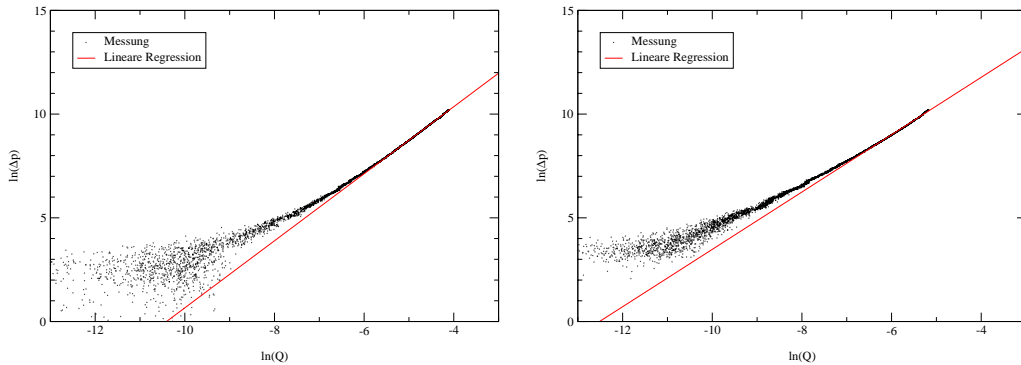 15
10
5
0
ln(Δp)
Messung
Lineare Regression
-12
-10
-8
-6
-4
ln(Q)
15
10
5
0
ln(Δp)
Messung
Lineare Regression
-12
-10
-8
-6
-4
ln(Q)